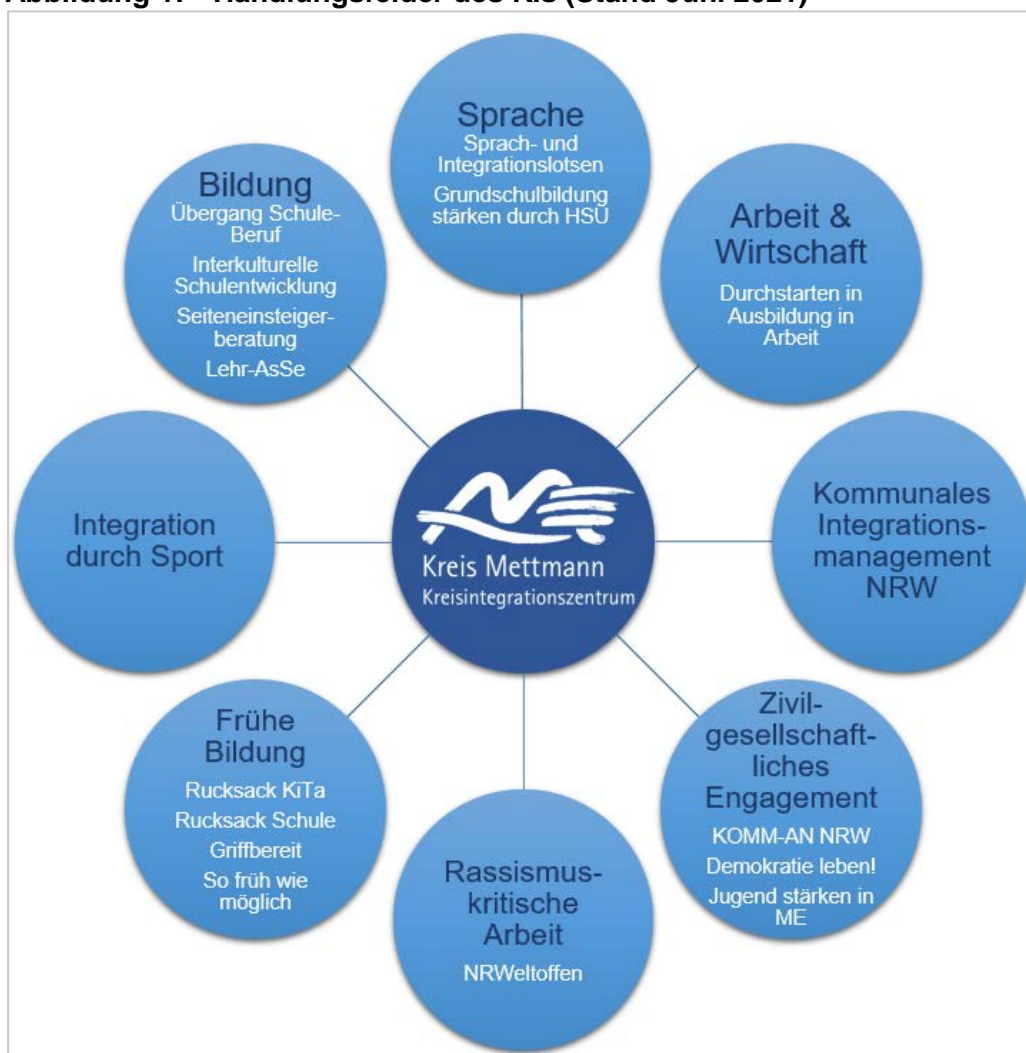 Abbildung Handlungsfelder des (Stand Juni 2021)
Sprache
Sprach- und
Integrationslotsen
Grundschulbildung
stärken durch HSU
Arbeit &
Wirtschaft
Durchstarten in
Ausbildung in
Arbeit
Kommunales
Integrations-
management
NRW
Zivil-
gesellschaft-
liches
Engagement
KOMM-AN NRW
Demokratie leben!
Jugend stärken in
ME
Rassismus-
kritische
Arbeit
NRWeltoffen
Frühe
Bildung
Rucksack KiTa
Rucksack Schule
Griffbereit
So früh wie
möglich
Integration
durch Sport
Bildung
Übergang Schule-
Beruf
Interkulturelle
Schulentwicklung
Seiteneinsteiger-
beratung
Lehr-AsSe
Kreis Mettmann
Kreisintegrationszentrum